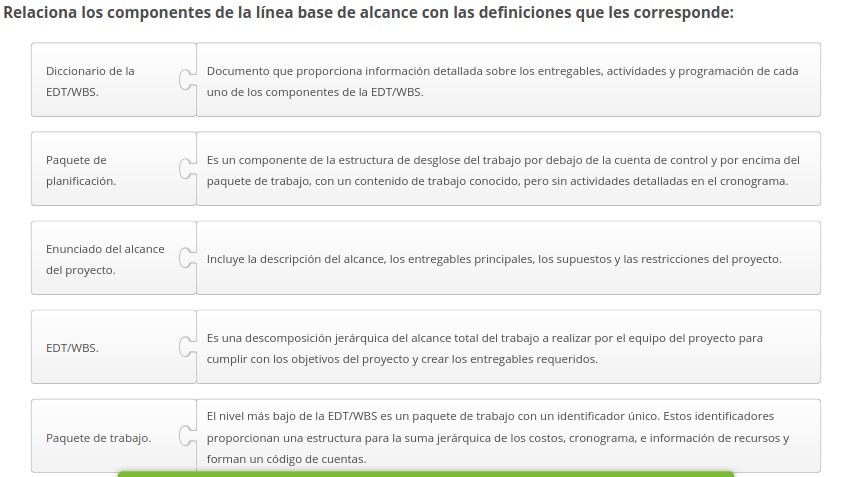 Relaciona los componentes de la línea base de alcance con las definiciones que les corresponde:
Diccionario de la
EDT/WBS.
Documento que proporciona información detallada sobre los entregables, actividades y programación de cada
uno de los componentes de la EDT/WBS.
Paquete de
planificación.
Es un componente de la estructura de desglose del trabajo por debajo de la cuenta de control y por encima del
paquete de trabajo, con un contenido de trabajo conocido, pero sin actividades detalladas en el cronograma.
Enunciado del alcance
del proyecto.
Incluye la descripción del alcance, los entregables principales, los supuestos y las restricciones del proyecto.
EDT/WBS.
Es una descomposición jerárquica del alcance total del trabajo a realizar por el equipo del proyecto para
cumplir con los objetivos del proyecto y crear los entregables requeridos.
Paquete de trabajo.
El nivel más bajo de la EDT/WBS es un paquete de trabajo con un identificador único. Estos identificadores
proporcionan una estructura para la suma jerárquica de los costos, cronograma, e información de recursos y
forman un código de cuentas.